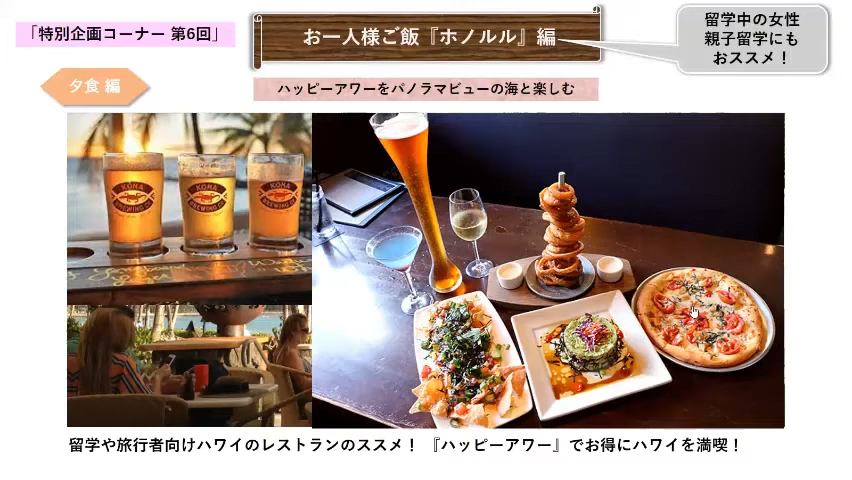 「特別企画コーナー 第6回」
お一人様ご飯『ホノルル』編
留学中の女性
親子留学にも
おススメ！
夕食 編
ハッピーアワーをパノラマビューの海と楽しむ
KONA
BREWING CO
KONA
BREWING CO
KONA
BREWING CO
留学や旅行者向けハワイのレストランのススメ！『ハッピーアワー』でお得にハワイを満喫！